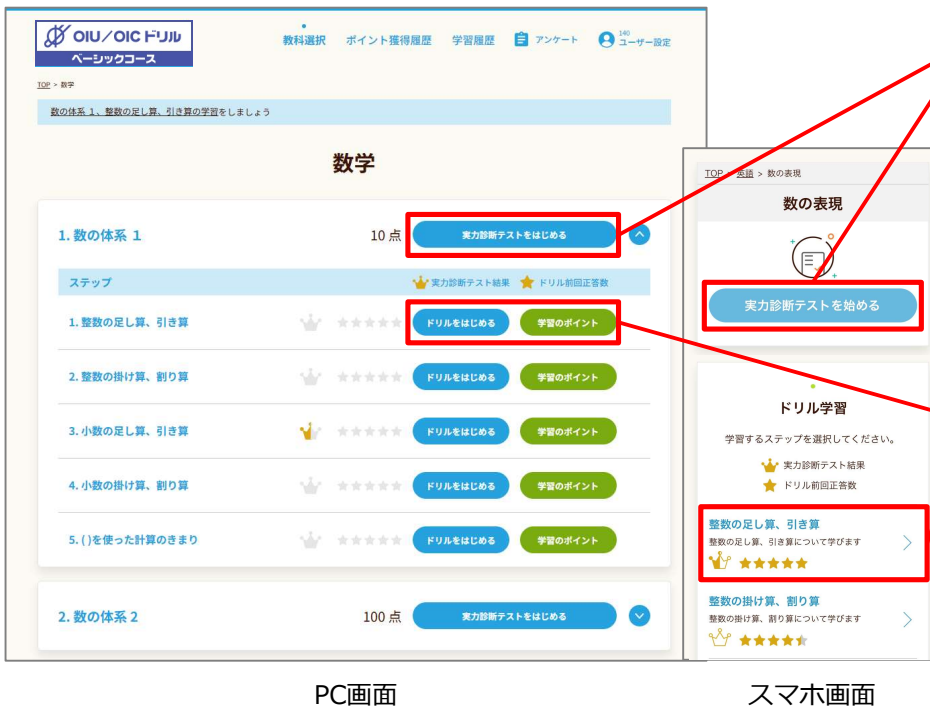 OIU/OIC ドリル
ベーシックコース
教科選択 ポイント獲得履歴 学習履歴 アンケート 140 ユーザー設定
TOP > 数学
数の体系 1、整数の足し算、引き算の学習をしましょう
数学
1. 数の体系 1 10 点 実力診断テストをはじめる
ステップ 実力診断テスト結果 ドリル前回正答数
1. 整数の足し算、引き算 ドリルをはじめる 学習のポイント
2. 整数の掛け算、割り算 ドリルをはじめる 学習のポイント
3. 小数の足し算、引き算 ドリルをはじめる 学習のポイント
4. 小数の掛け算、割り算 ドリルをはじめる 学習のポイント
5. ( )を使った計算のきまり ドリルをはじめる 学習のポイント
2. 数の体系 2 100 点 実力診断テストをはじめる
PC画面
TOP > 英語 > 数の表現
数の表現
実力診断テストを始める
ドリル学習
学習するステップを選択してください。
実力診断テスト結果
ドリル前回正答数
整数の足し算、引き算
整数の足し算、引き算について学びます
整数の掛け算、割り算
整数の掛け算、割り算について学びます
スマホ画面